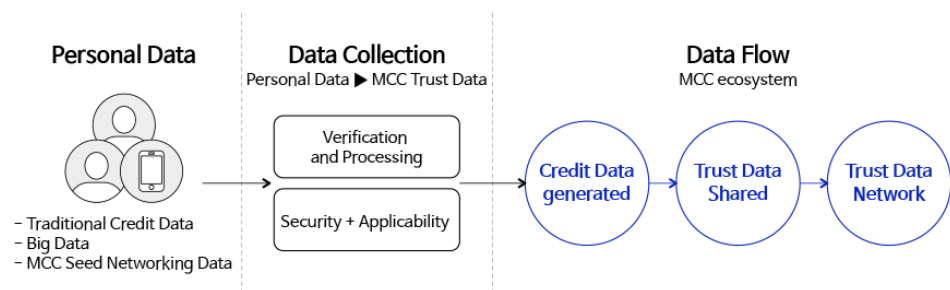 Personal Data
- Traditional Credit Data
- Big Data
- MCC Seed Networking Data
Data Collection
Personal Data ▶ MCC Trust Data
Verification
and Processing
Security + Applicability
Data Flow
MCC ecosystem
Credit Data
generated
Trust Data
Shared
Trust Data
Network